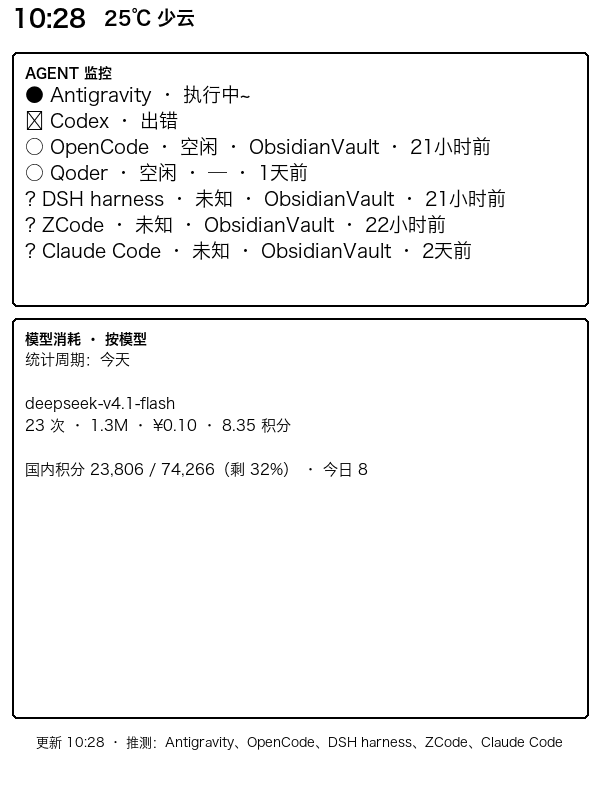 10:28 25℃ 少云
AGENT 监控
● Antigravity · 执行中~
☒ Codex · 出错
○ OpenCode · 空闲 · ObsidianVault · 21小时前
○ Qoder · 空闲 · — · 1天前
? DSH harness · 未知 · ObsidianVault · 21小时前
? ZCode · 未知 · ObsidianVault · 22小时前
? Claude Code · 未知 · ObsidianVault · 2天前
模型消耗 · 按模型
统计周期：今天
deepseek-v4.1-flash
23 次 · 1.3M · ¥0.10 · 8.35 积分
国内积分 23,806 / 74,266（剩 32%） · 今日 8
更新 10:28 · 推测：Antigravity、OpenCode、DSH harness、ZCode、Claude Code